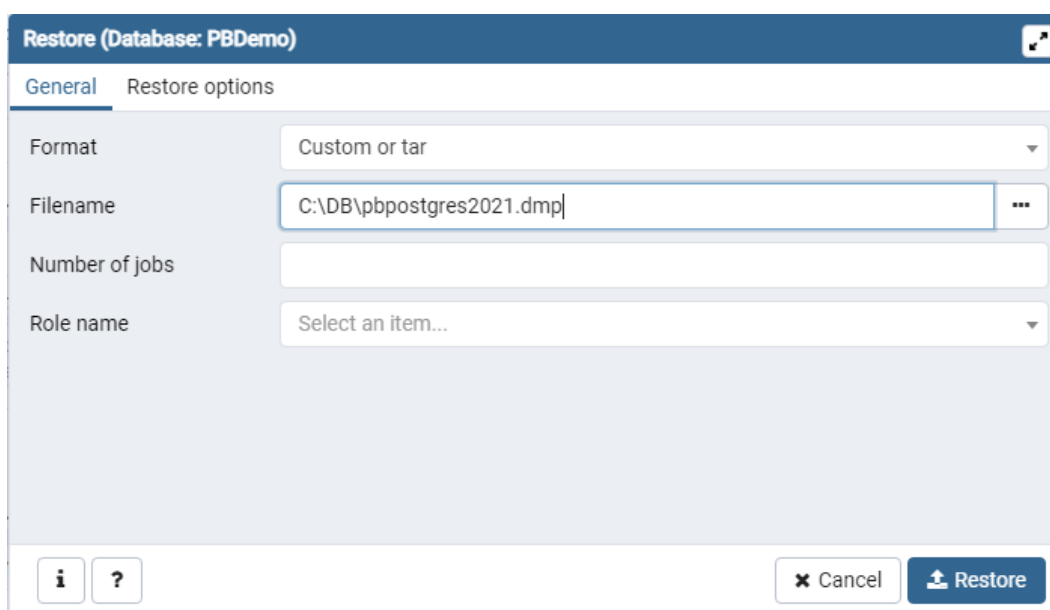 Restore (Database: PBDemo)
General Restore options
Format Custom or tar
Filename C:\DB\pbpostgres2021.dmp
Number of jobs
Role name Select an item...
i ? Cancel Restore